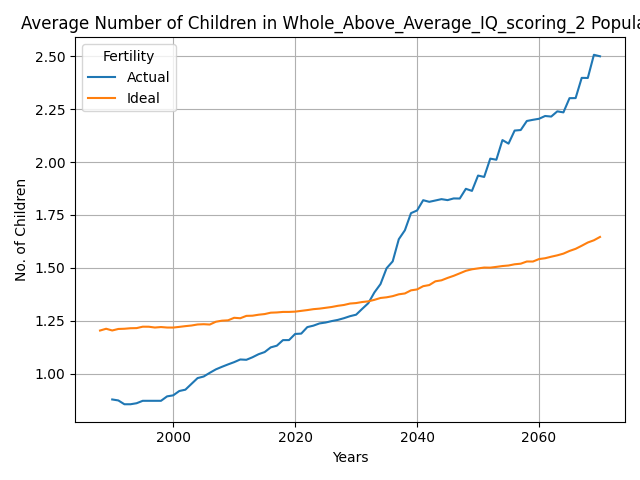 Average Number of Children in Whole_Above_Average_IQ_scoring_2 Popula
Fertility
Actual
Ideal
2.50
2.25
2.00
1.75
1.50
1.25
1.00
No. of Children
2000
2020
2040
2060
Years